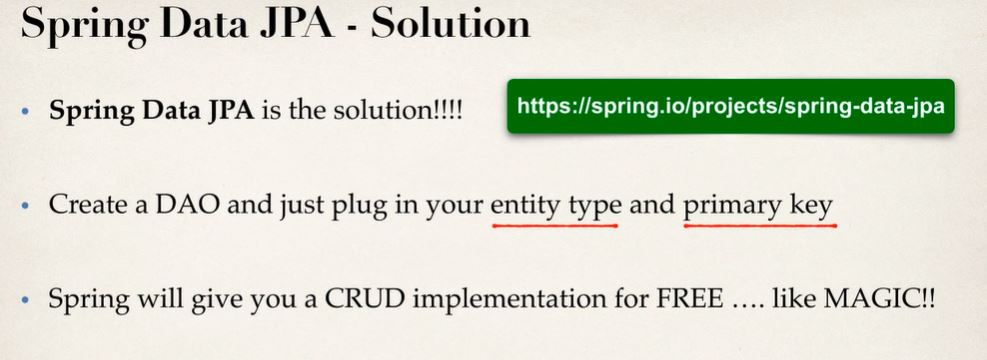 Spring Data JPA - Solution
• Spring Data JPA is the solution!!!!
https://spring.io/projects/spring-data-jpa
• Create a DAO and just plug in your entity type and primary key
• Spring will give you a CRUD implementation for FREE …. like MAGIC!!